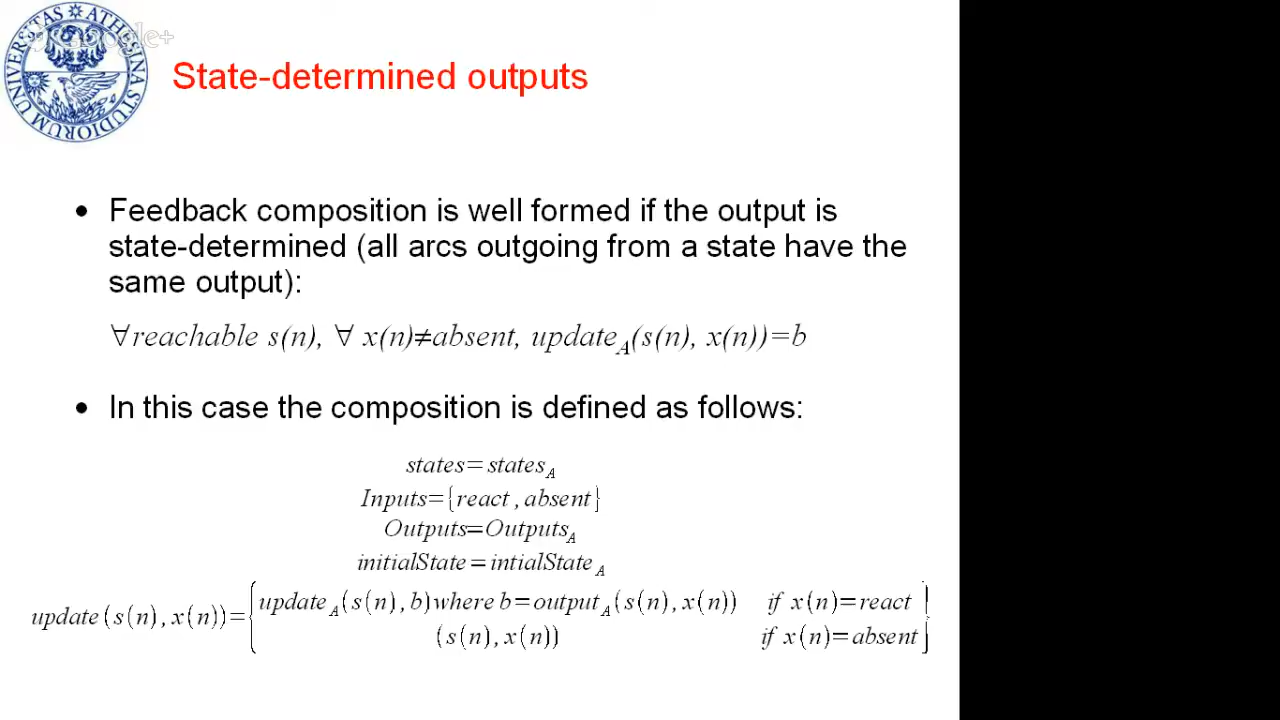 State-determined outputs
• Feedback composition is well formed if the output is
state-determined (all arcs outgoing from a state have the
same output):
∀reachable s(n), ∀ x(n)≠absent, update_A(s(n), x(n))=b
• In this case the composition is defined as follows:
states=states_A
Inputs={react, absent}
Outputs=Outputs_A
initialState=intialState_A
update(s(n), x(n))={update_A(s(n), b)where b=output_A(s(n), x(n)) if x(n)=react
(s(n), x(n)) if x(n)=absent}